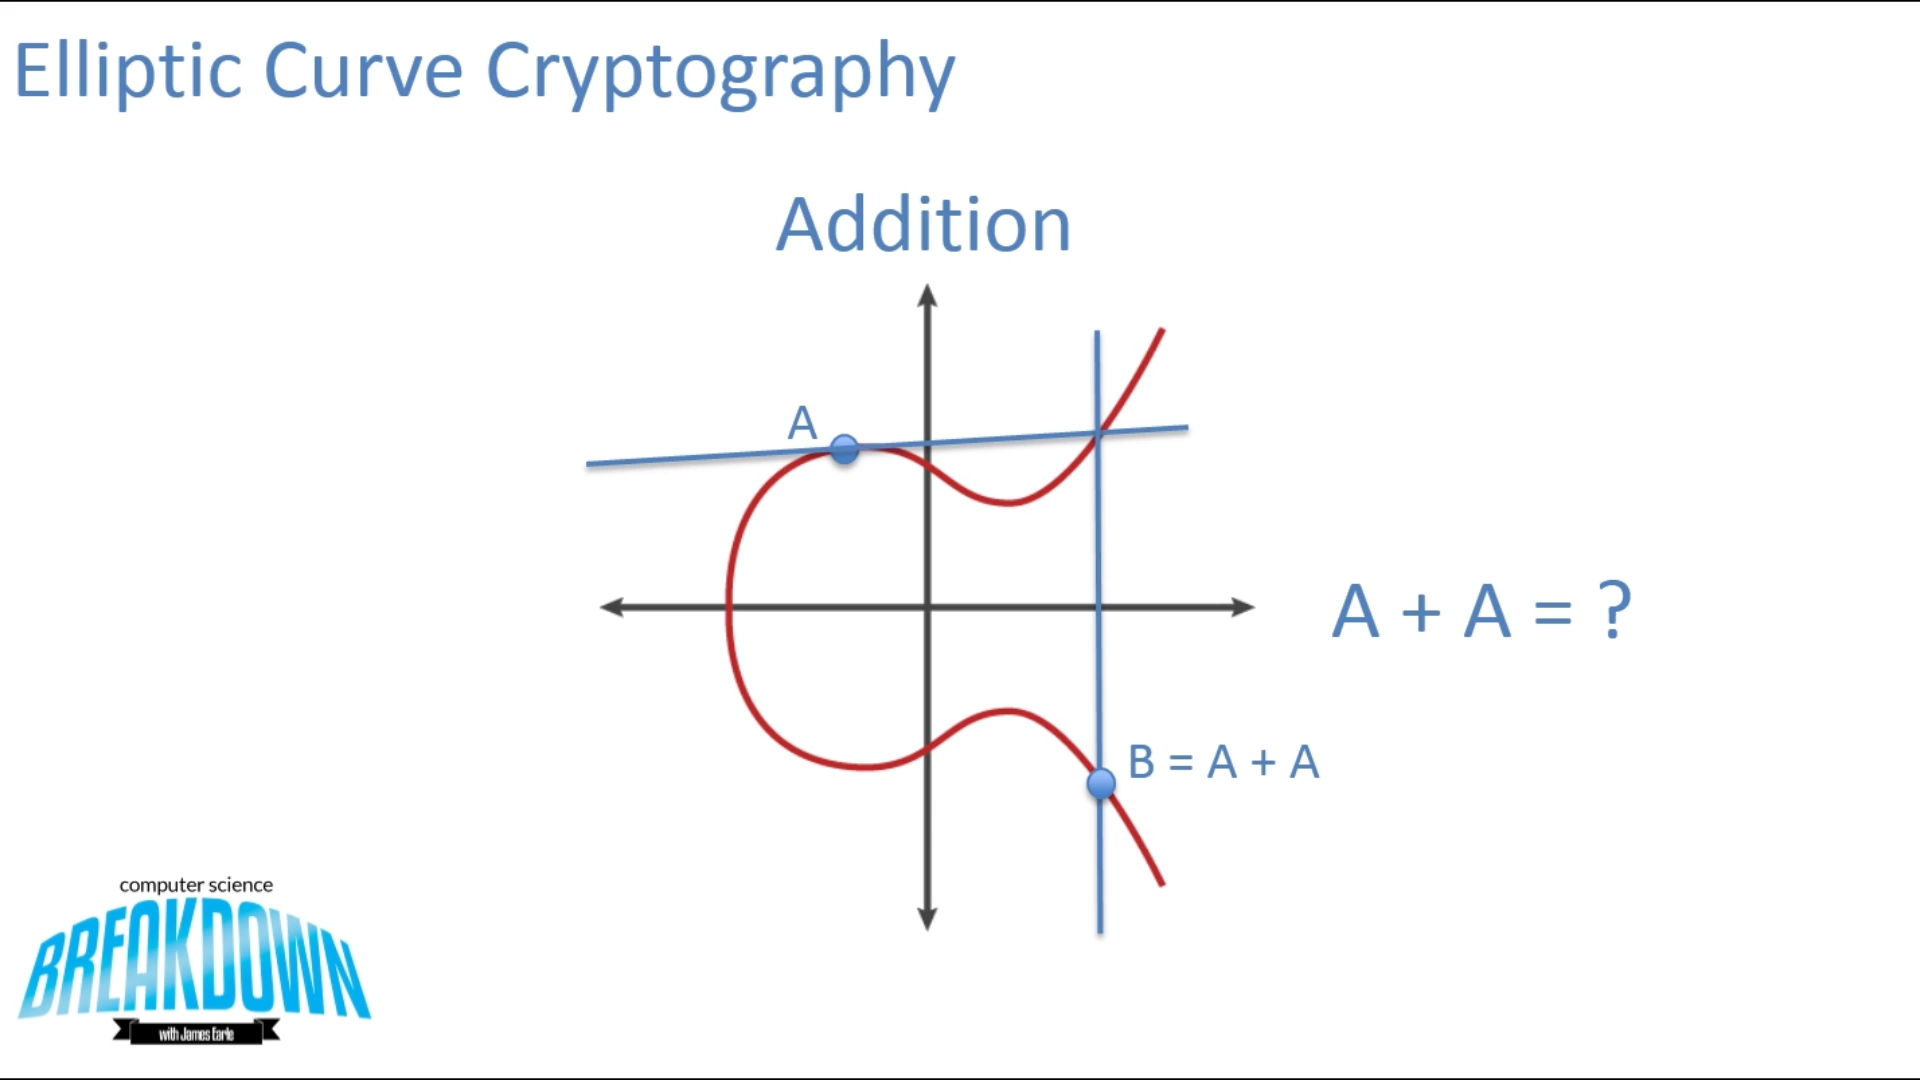 Elliptic Curve Cryptography
Addition
A
A + A = ?
B = A + A
computer science
BREAKDOWN
with James Earle